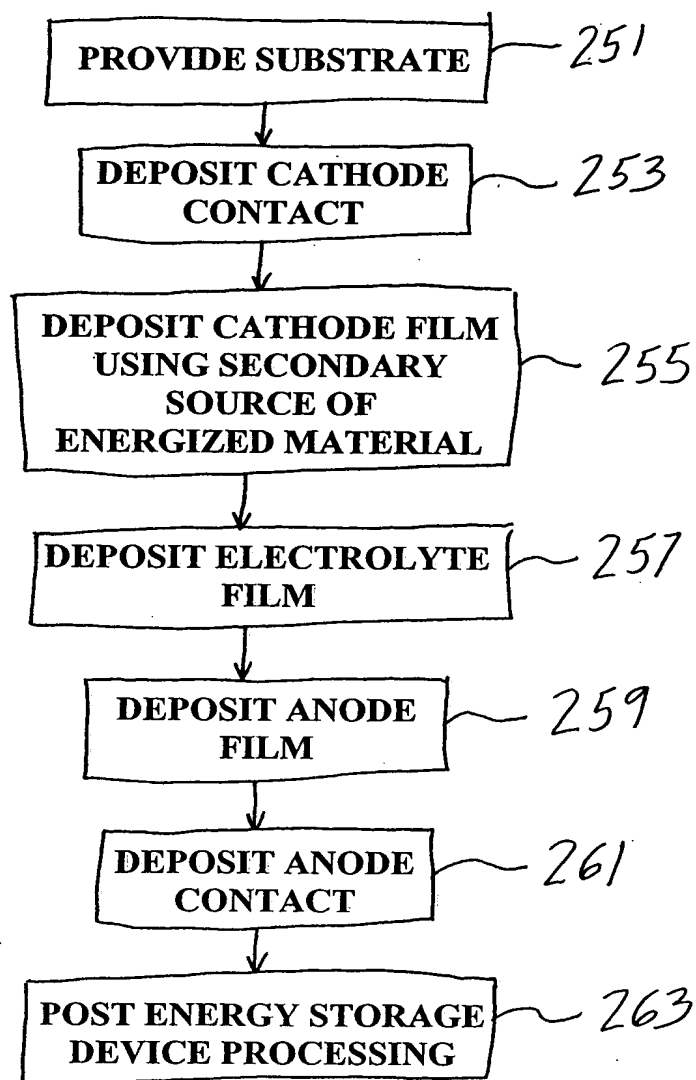 PROVIDE SUBSTRATE 251
DEPOSIT CATHODE
CONTACT
253
DEPOSIT CATHODE FILM
USING SECONDARY
SOURCE OF
ENERGIZED MATERIAL
255
DEPOSIT ELECTROLYTE
FILM
257
DEPOSIT ANODE
FILM
259
DEPOSIT ANODE
CONTACT
261
POST ENERGY STORAGE
DEVICE PROCESSING
263